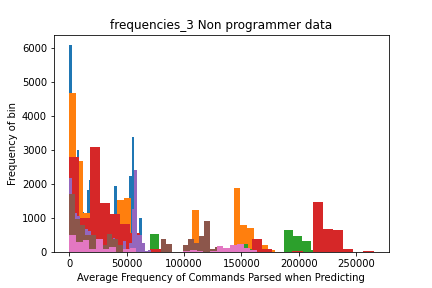 frequencies_3 Non programmer data
Frequency of bin
6000
5000
4000
3000
2000
1000
0
0 50000 100000 150000 200000 250000
Average Frequency of Commands Parsed when Predicting